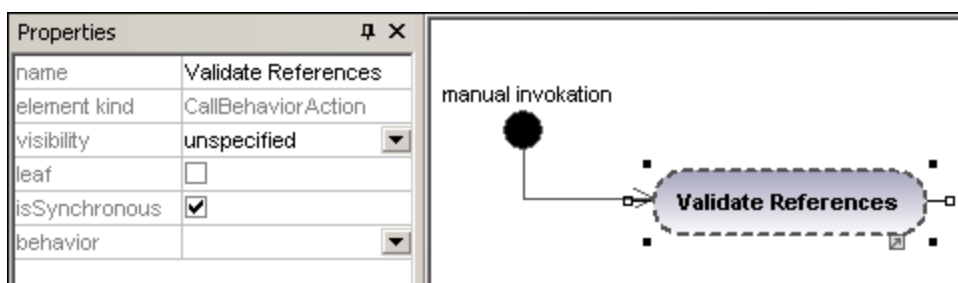 Properties
name Validate References
element kind CallBehaviorAction
visibility unspecified
leaf
isSynchronous
behavior
manual invokation
Validate References